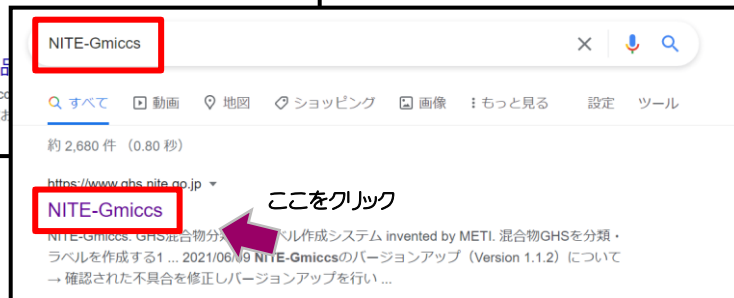 NITE-Gmiccs
すべて 動画 地図 ショッピング 画像 もっと見る 設定 ツール
約 2,680 件 （0.80 秒）
https://www.ghs.nite.go.jp
NITE-Gmiccs
ここをクリック
NITE-Gmiccs. GHS混合物分 ベル作成システム invented by METI. 混合物GHSを分類・
ラベルを作成する1 ... 2021/06/ 9 NITE-Gmiccsのバージョンアップ（Version 1.1.2）について
→ 確認された不具合を修正しバージョンアップを行い ...